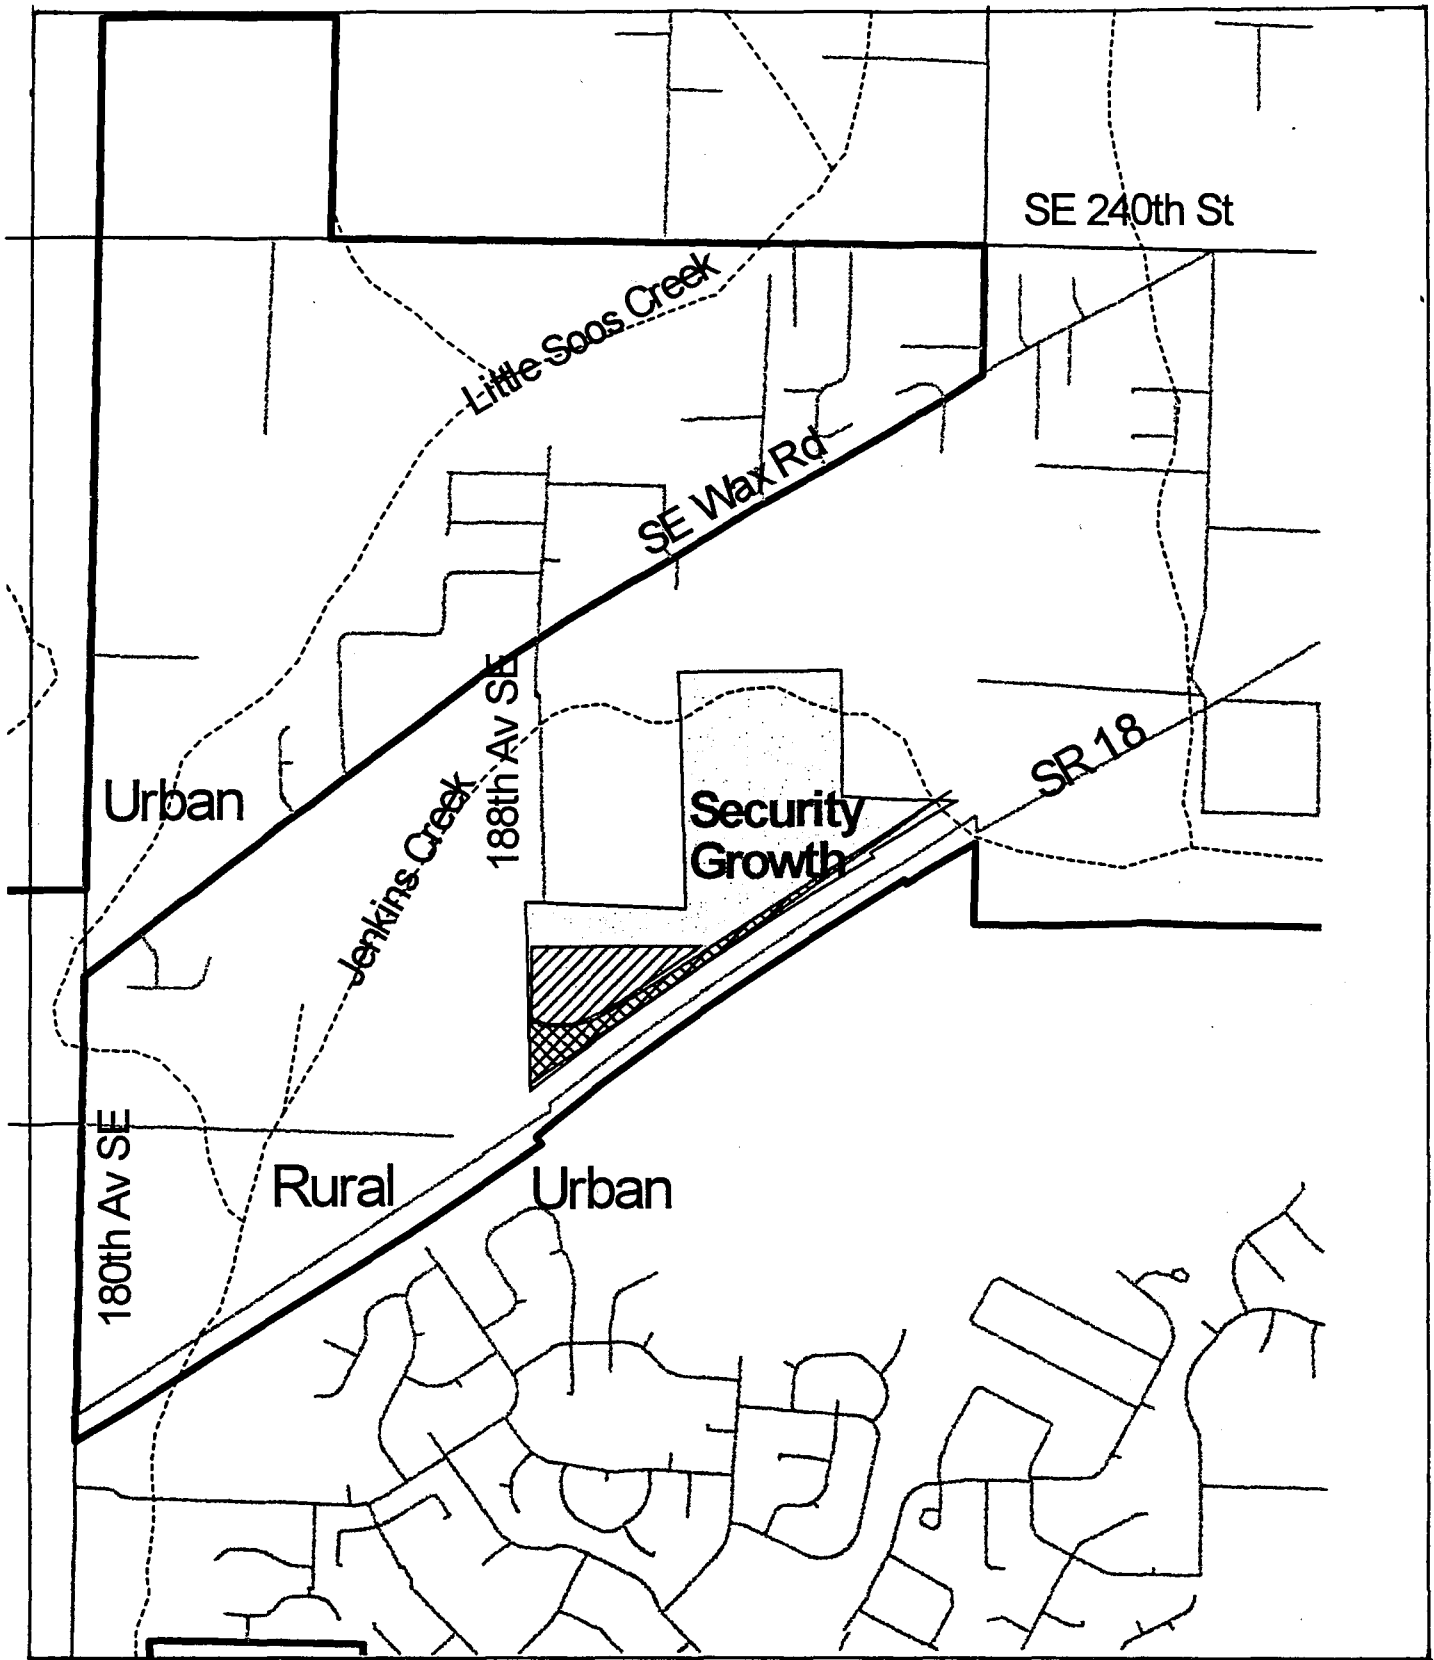 SE 240th St
Little Soos Creek
SE Wax Rd
188th Av SE
SR 18
Urban
Security
Growth
Jenkins Creek
180th Av SE
Rural
Urban